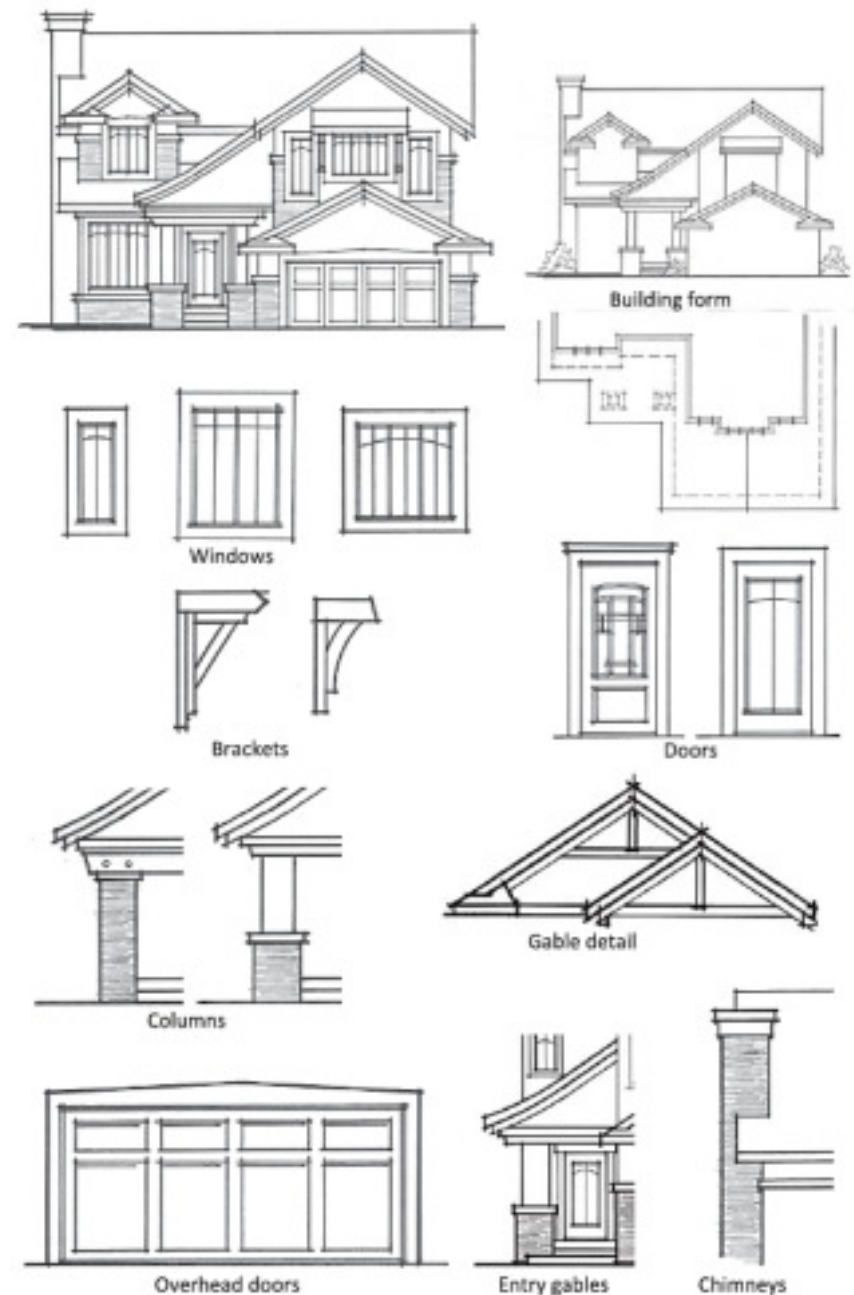 Building form
Windows
Brackets
Doors
Columns
Gable detail
Overhead doors
Entry gables
Chimneys